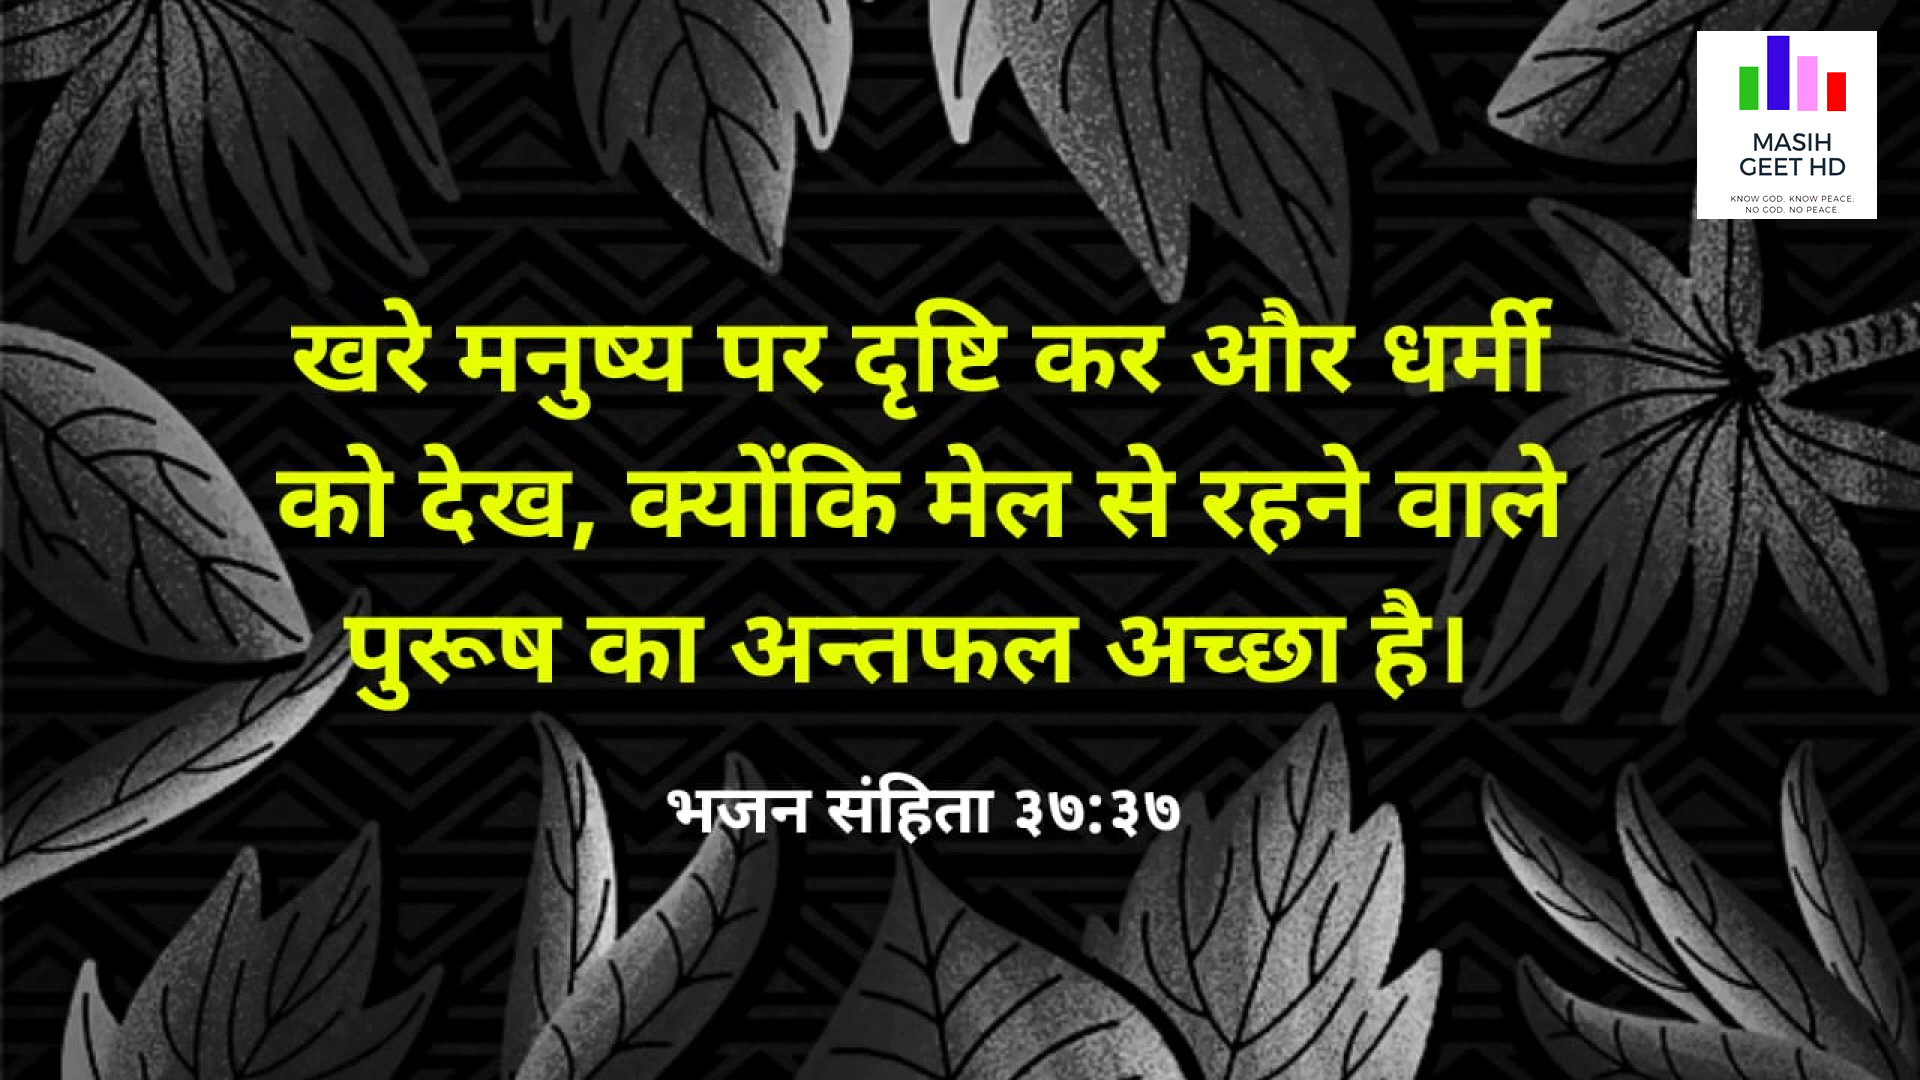 MASIH
GEET HD
KNOW GOD. KNOW PEACE:
NO GOD. NO PEACE.
खरे मनुष्य पर दृष्टि कर और धर्मी
को देख, क्योंकि मेल से रहने वाले
पुरूष का अन्तफल अच्छा है।
भजन संहिता ३७:३७